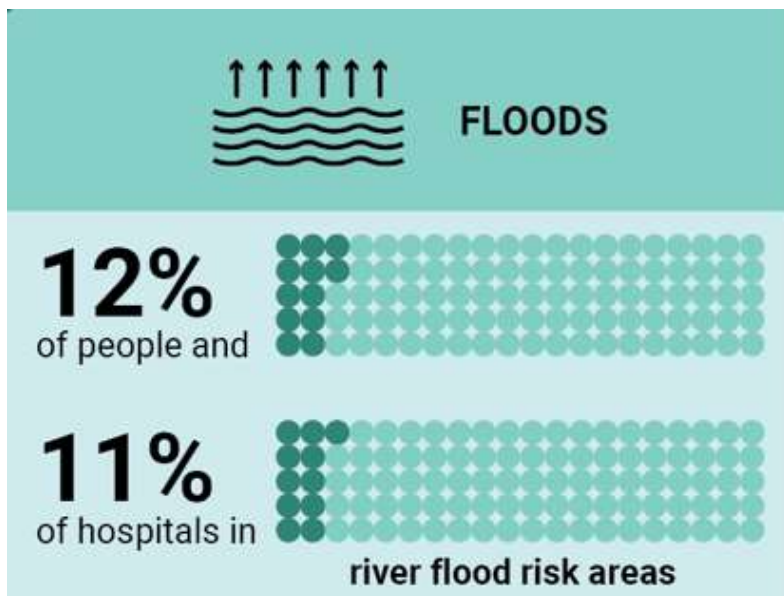 FLOODS
12%
of people and
11%
of hospitals in
river flood risk areas